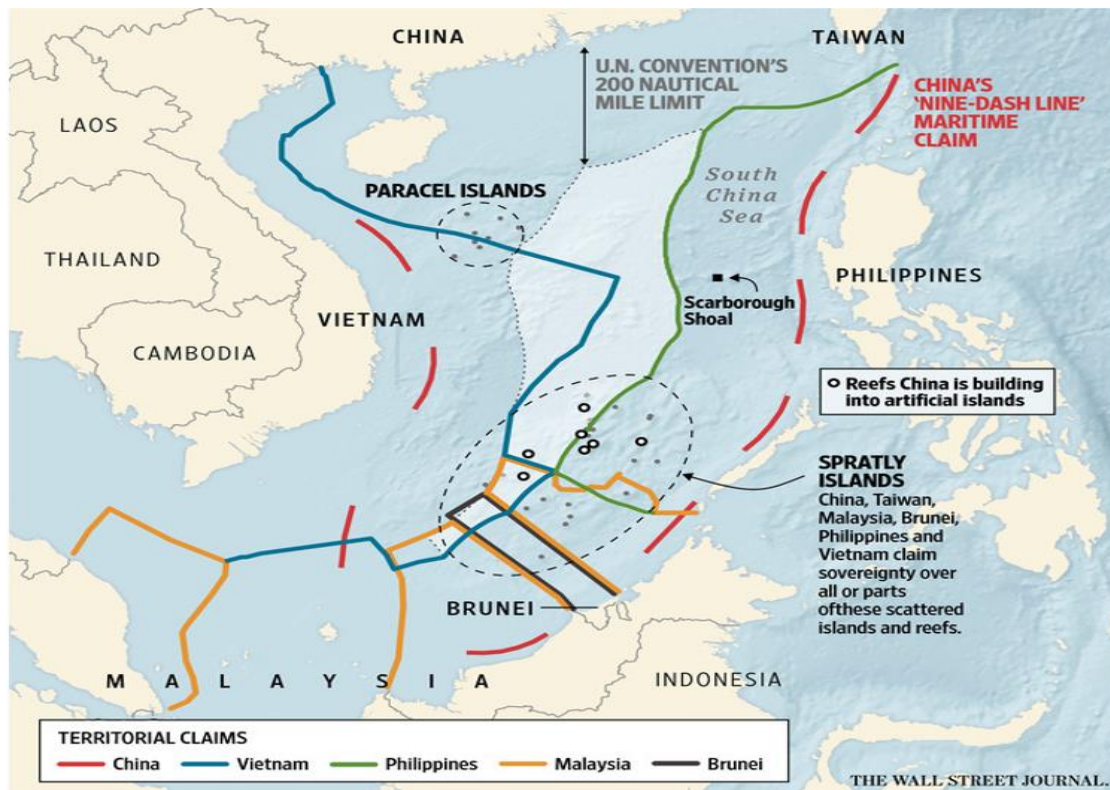 CHINA
TAIWAN
U.N. CONVENTION'S
200 NAUTICAL
MILE LIMIT
CHINA'S
'NINE-DASH LINE'
MARITIME
CLAIM
LAOS
PARACEL ISLANDS
South
China
Sea
THAILAND
PHILIPPINES
Scarborough
Shoal
VIETNAM
CAMBODIA
Reefs China is building
into artificial islands
SPRATLY
ISLANDS
China, Taiwan,
Malaysia, Brunei,
Philippines and
Vietnam claim
sovereignty over
all or parts
ofthese scattered
islands and reefs.
BRUNEI
MALAYSIA
INDONESIA
TERRITORIAL CLAIMS
China Vietnam Philippines Malaysia Brunei
THE WALL STREET JOURNAL.